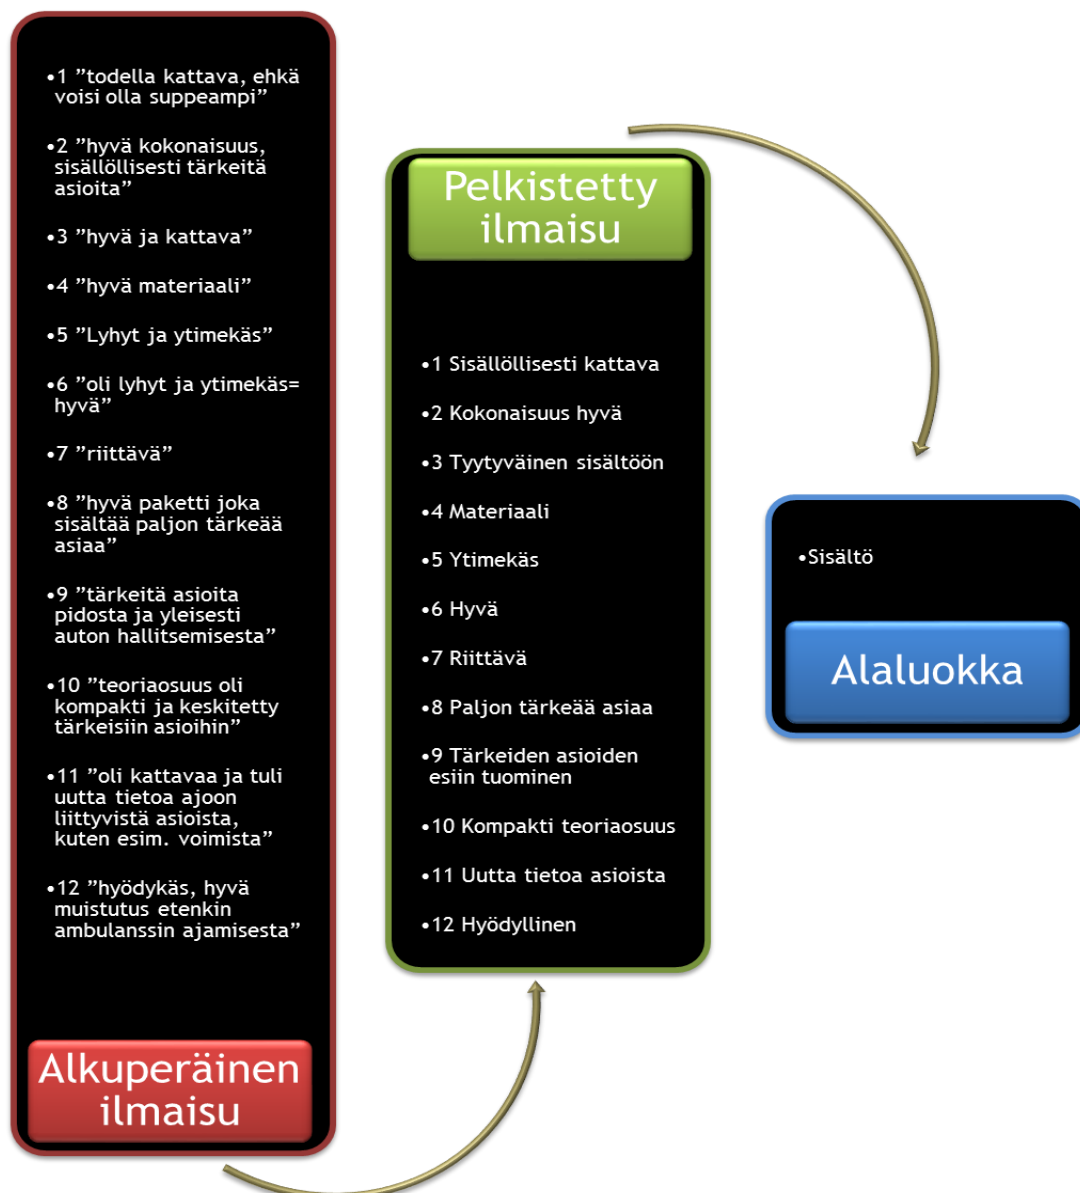 •1 ”todella kattava, ehkä
voisi olla suppeampi”
•2 ”hyvä kokonaisuus,
sisällöllisesti tärkeitä
asioita”
•3 ”hyvä ja kattava”
•4 ”hyvä materiaali”
•5 ”Lyhyt ja ytimekäs”
•6 ”oli lyhyt ja ytimekäs=
hyvä”
•7 ”riittävä”
•8 ”hyvä paketti joka
sisältää paljon tärkeää
asiaa”
•9 ”tärkeitä asioita
pidosta ja yleisesti
auton hallitsemisesta”
•10 ”teoriaosuus oli
kompakti ja keskitetty
tärkeisiin asioihin”
•11 ”oli kattavaa ja tuli
uutta tietoa ajoon
liittyvistä asioista,
kuten esim. voimista”
•12 ”hyödykäs, hyvä
muistutus etenkin
ambulanssin ajamisesta”
Alkuperäinen
ilmaisu
Pelkistetty
ilmaisu
•1 Sisällöllisesti kattava
•2 Kokonaisuus hyvä
•3 Tyytyväinen sisältöön
•4 Materiaali
•5 Ytimekäs
•6 Hyvä
•7 Riittävä
•8 Paljon tärkeää asiaa
•9 Tärkeiden asioiden
esiin tuominen
•10 Kompakti teoriaosuus
•11 Uutta tietoa asioista
•12 Hyödyllinen
•Sisältö
Alaluokka